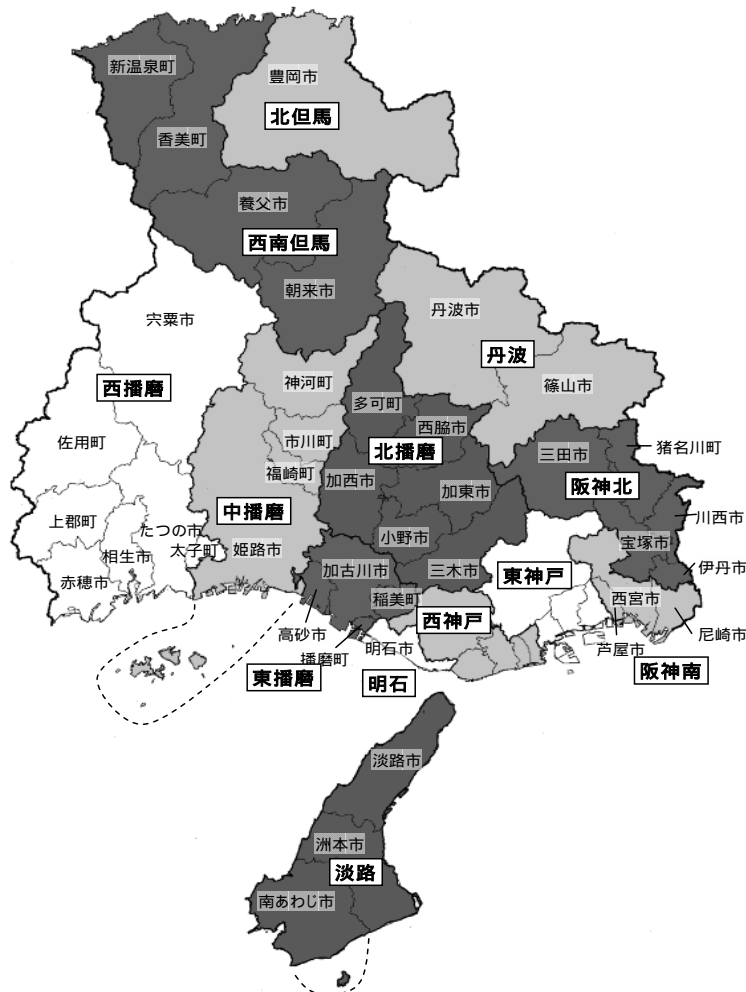 新温泉町
豊岡市
北但馬
香美町
養父市
西南但馬
朝来市
宍粟市
丹波市
丹波
神河町
篠山市
西播磨
多可町
西脇市
市川町
北播磨
佐用町
三田市
猪名川町
福崎町
加西市
加東市
阪神北
中播磨
上郡町
たつの市
川西市
小野市
宝塚市
相生市
太子町
姫路市
東神戸
伊丹市
赤穂市
加古川市
三木市
稲美町
西宮市
西神戸
高砂市
尼崎市
播磨町
明石市
芦屋市
東播磨
明石
阪神南
淡路市
洲本市
淡路
南あわじ市